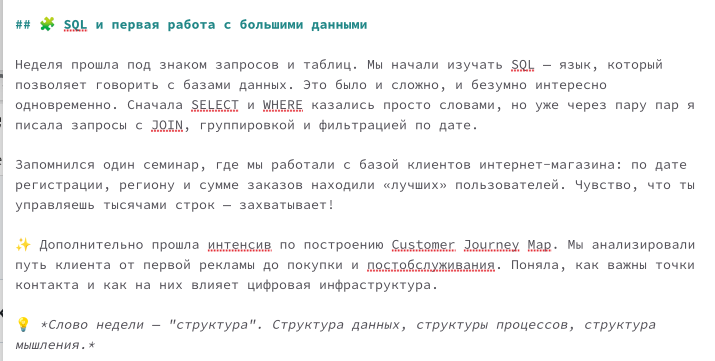 ## 🧩 SQL и первая работа с большими данными
Неделя прошла под знаком запросов и таблиц. Мы начали изучать SQL — язык, который
позволяет говорить с базами данных. Это было и сложно, и безумно интересно
одновременно. Сначала SELECT и WHERE казались просто словами, но уже через пару пар я
писала запросы с JOIN, группировкой и фильтрацией по дате.
Запомнился один семинар, где мы работали с базой клиентов интернет-магазина: по дате
регистрации, региону и сумме заказов находили «лучших» пользователей. Чувство, что ты
управляешь тысячами строк — захватывает!
✨ Дополнительно прошла интенсив по построению Customer Journey Map. Мы анализировали
путь клиента от первой рекламы до покупки и постобслуживания. Поняла, как важны точки
контакта и как на них влияет цифровая инфраструктура.
💡 *Слово недели — "структура". Структура данных, структуры процессов, структура
мышления.*